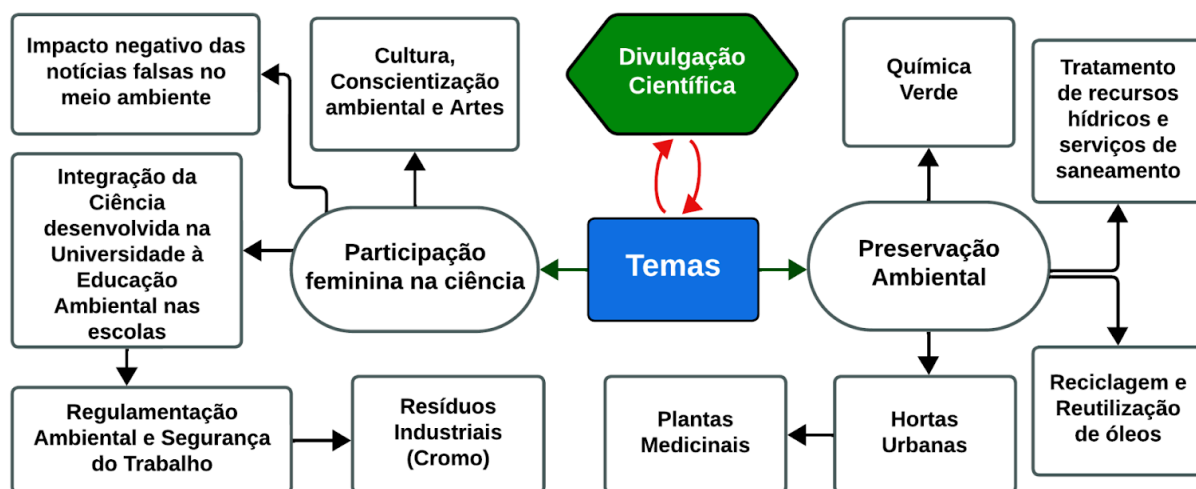 Impacto negativo das
notícias falsas no
meio ambiente
Cultura,
Conscientização
ambiental e Artes
Divulgação
Científica
Química
Verde
Tratamento
de recursos
hídricos e
serviços de
saneamento
Integração da
Ciência
desenvolvida na
Universidade à
Educação
Ambiental nas
escolas
Participação
feminina na ciência
Temas
Preservação
Ambiental
Regulamentação
Ambiental e Segurança
do Trabalho
Resíduos
Industriais
(Cromo)
Plantas
Medicinais
Hortas
Urbanas
Reciclagem e
Reutilização
de óleos